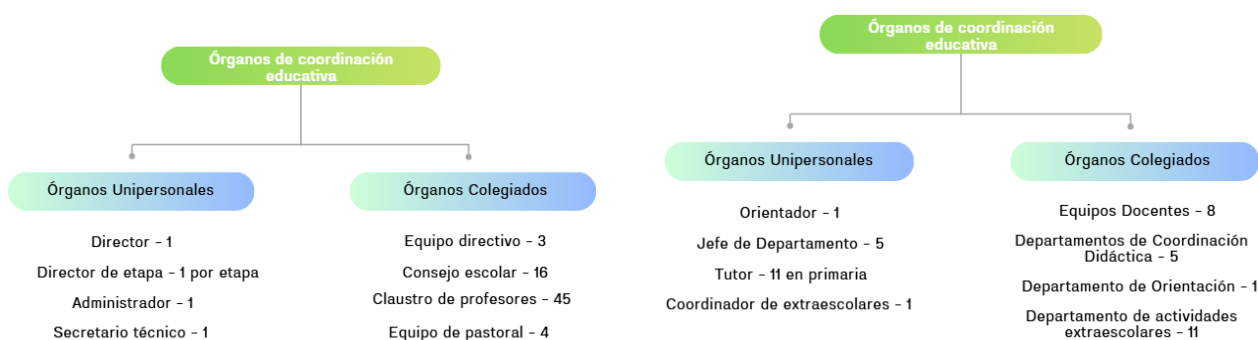 Órganos de coordinación
educativa
Órganos Unipersonales
Director - 1
Director de etapa - 1 por etapa
Administrador - 1
Secretario técnico - 1
Órganos Colegiados
Equipo directivo - 3
Consejo escolar - 16
Claustro de profesores - 45
Equipo de pastoral - 4
Órganos de coordinación
educativa
Órganos Unipersonales
Orientador - 1
Jefe de Departamento - 5
Tutor - 11 en primaria
Coordinador de extraescolares - 1
Órganos Colegiados
Equipos Docentes - 8
Departamentos de Coordinación
Didáctica - 5
Departamento de Orientación - 1
Departamento de actividades
extraescolares - 11